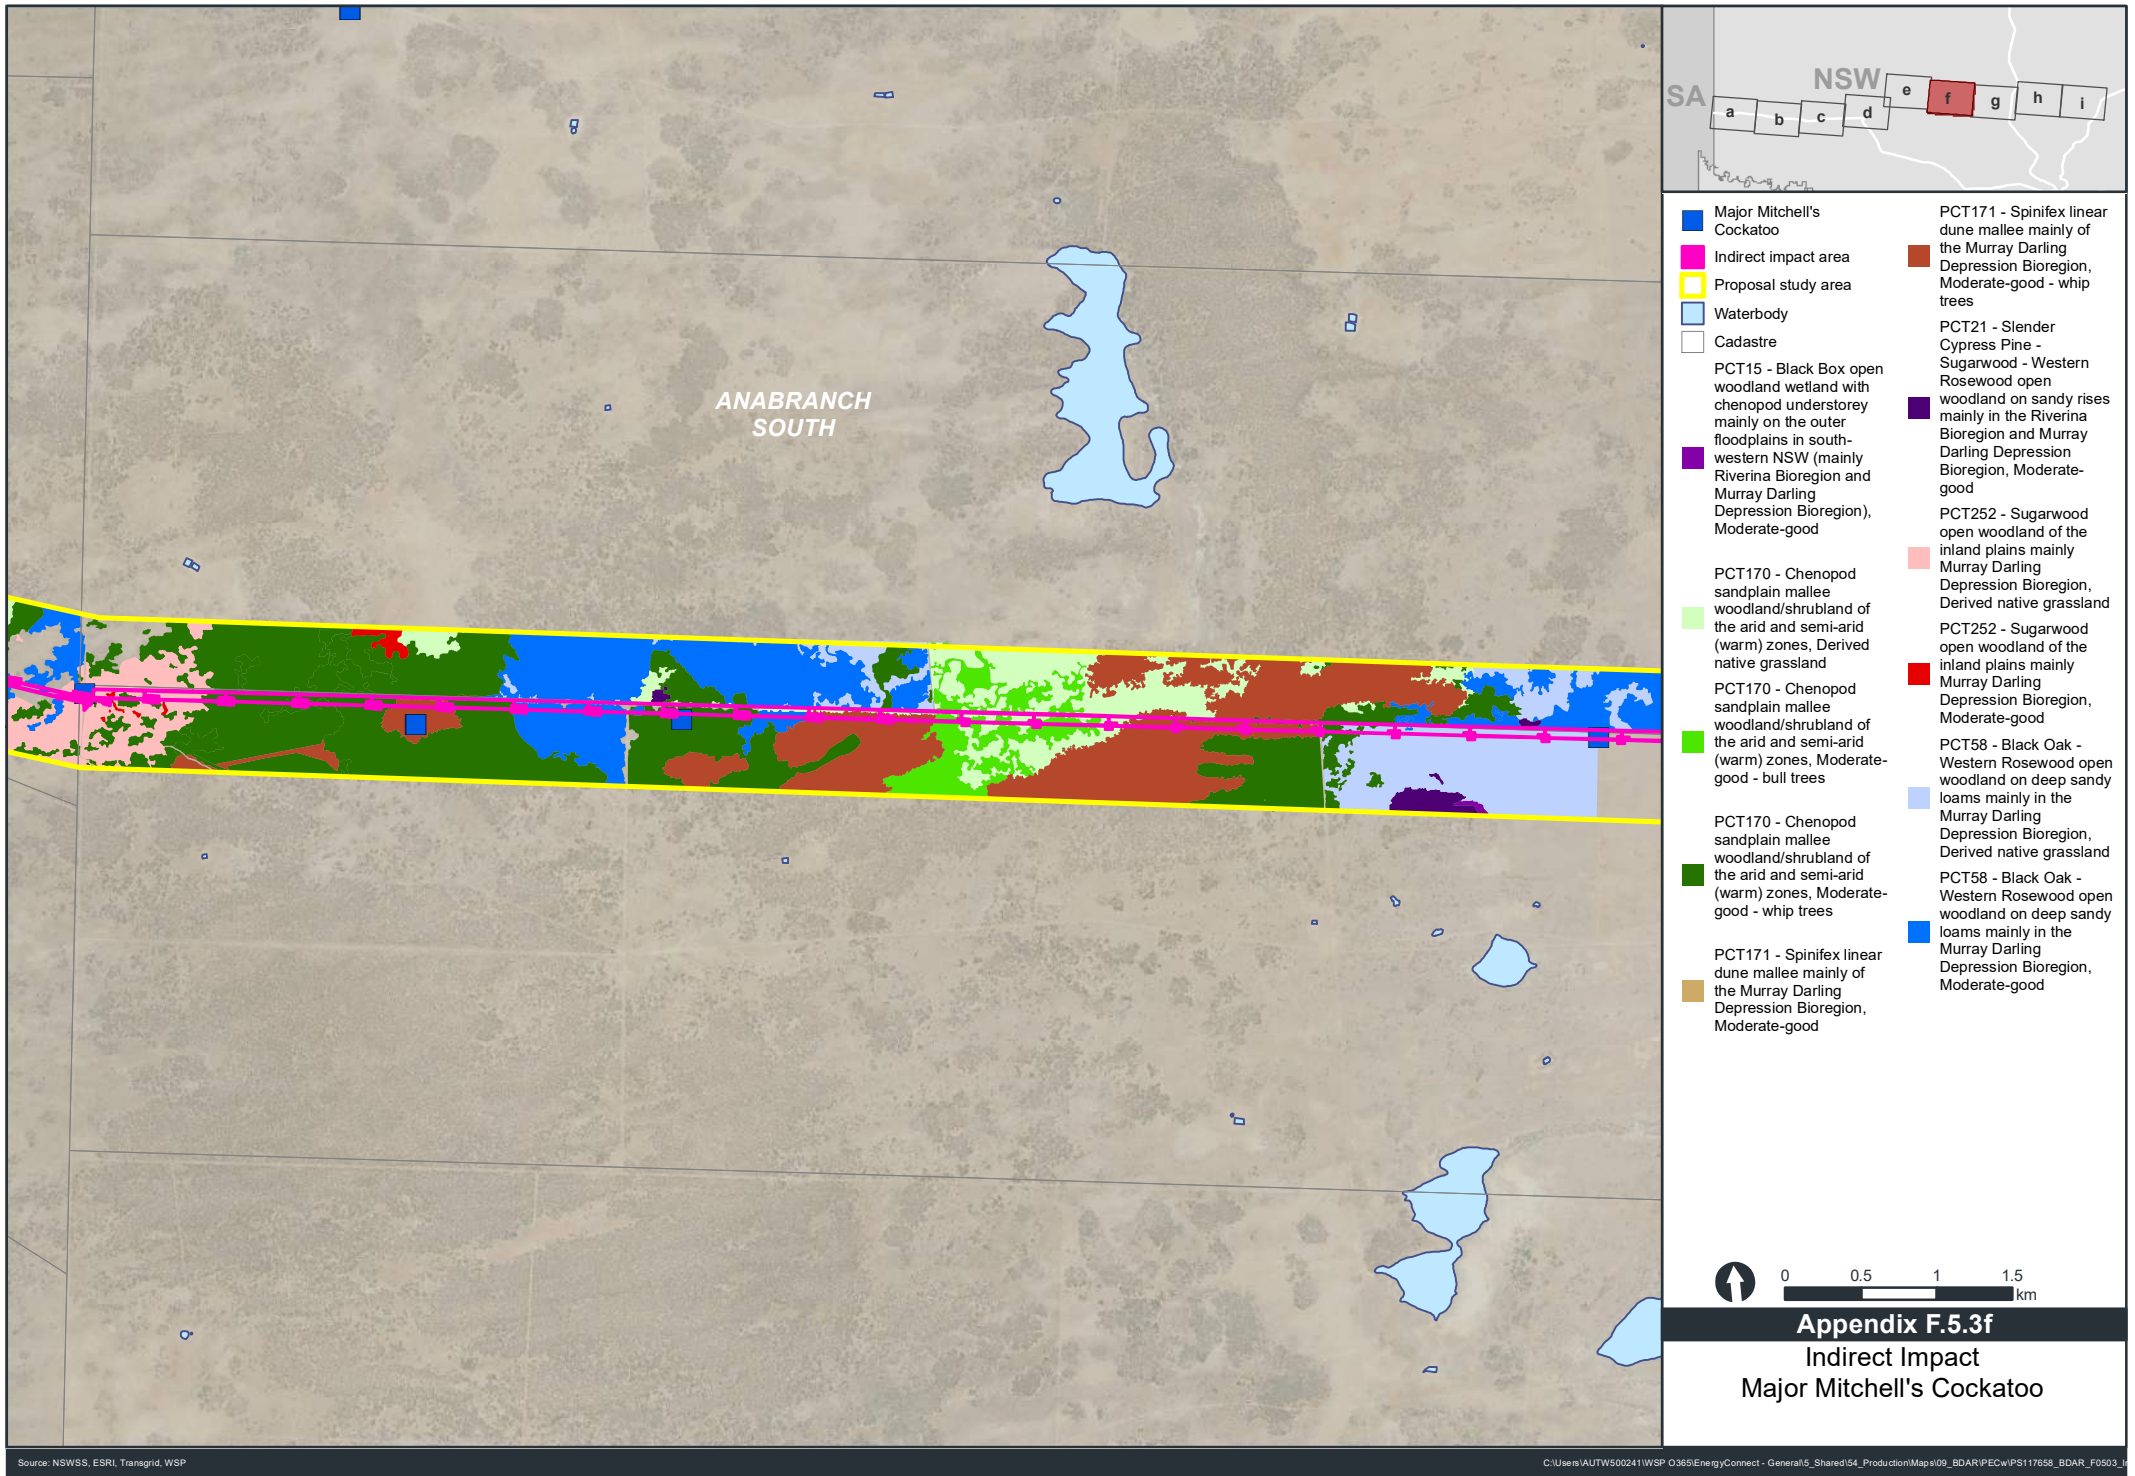 SA
NSW
a
b
c
d
e
f
g
h
i
ANABRANCH
SOUTH
Major Mitchell's
Cockatoo
Indirect impact area
Proposal study area
Waterbody
Cadastre
PCT15 - Black Box open
woodland wetland with
chenopod understorey
mainly on the outer
floodplains in south-
western NSW (mainly
Riverina Bioregion and
Murray Darling
Depression Bioregion),
Moderate-good
PCT170 - Chenopod
sandplain mallee
woodland/shrubland of
the arid and semi-arid
(warm) zones, Derived
native grassland
PCT170 - Chenopod
sandplain mallee
woodland/shrubland of
the arid and semi-arid
(warm) zones, Moderate-
good - bull trees
PCT170 - Chenopod
sandplain mallee
woodland/shrubland of
the arid and semi-arid
(warm) zones, Moderate-
good - whip trees
PCT171 - Spinifex linear
dune mallee mainly of
the Murray Darling
Depression Bioregion,
Moderate-good
PCT171 - Spinifex linear
dune mallee mainly of
the Murray Darling
Depression Bioregion,
Moderate-good - whip
trees
PCT21 - Slender
Cypress Pine -
Sugarwood - Western
Rosewood open
woodland on sandy rises
mainly in the Riverina
Bioregion and Murray
Darling Depression
Bioregion, Moderate-
good
PCT252 - Sugarwood
open woodland of the
inland plains mainly
Murray Darling
Depression Bioregion,
Derived native grassland
PCT252 - Sugarwood
open woodland of the
inland plains mainly
Murray Darling
Depression Bioregion,
Moderate-good
PCT58 - Black Oak -
Western Rosewood open
woodland on deep sandy
loams mainly in the
Murray Darling
Depression Bioregion,
Derived native grassland
PCT58 - Black Oak -
Western Rosewood open
woodland on deep sandy
loams mainly in the
Murray Darling
Depression Bioregion,
Moderate-good
0 0.5 1 1.5
km
Appendix F.5.3f
Indirect Impact
Major Mitchell's Cockatoo
Source: NSWSS, ESRI, Transgrid, WSP
C:\Users\AUTW500241\WSP O365\EnergyConnect - General\5_Shared\54_Production\Maps\09_BDAR\PECw\PS117658_BDAR_F0503_I